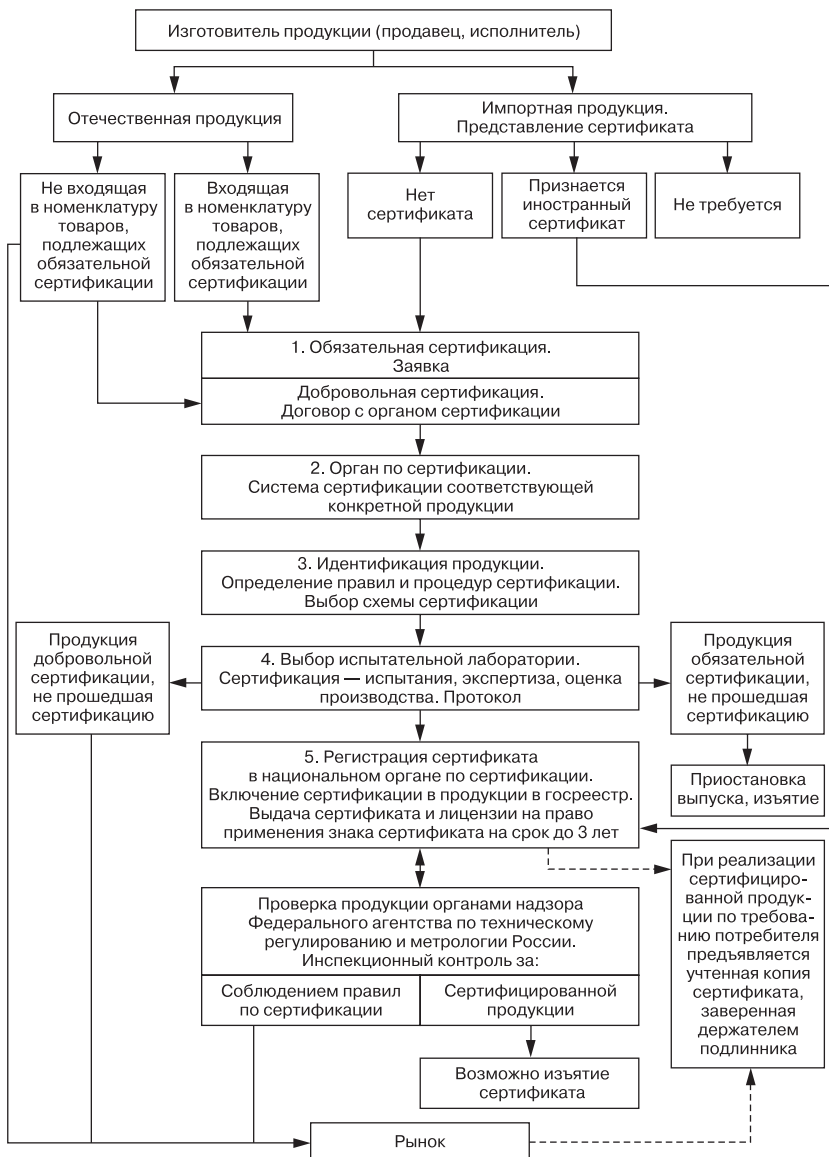 Изготовитель продукции (продавец, исполнитель)
Отечественная продукция
Импортная продукция.
Представление сертификата
Не входящая
в номенклатуру
товаров,
подлежащих
обязательной
сертификации
Входящая
в номенклатуру
товаров,
подлежащих
обязательной
сертификации
Нет
сертификата
Признается
иностранный
сертификат
Не требуется
1. Обязательная сертификация.
Заявка
Добровольная сертификация.
Договор с органом сертификации
2. Орган по сертификации.
Система сертификации соответствующей
конкретной продукции
3. Идентификация продукции.
Определение правил и процедур сертификации.
Выбор схемы сертификации
Продукция
добровольной
сертификации,
не прошедшая
сертификацию
4. Выбор испытательной лаборатории.
Сертификация — испытания, экспертиза, оценка
производства. Протокол
Продукция
обязательной
сертификации,
не прошедшая
сертификацию
5. Регистрация сертификата
в национальном органе по сертификации.
Включение сертификации в продукции в госреестр.
Выдача сертификата и лицензии на право
применения знака сертификата на срок до 3 лет
Приостановка
выпуска, изъятие
Проверка продукции органами надзора
Федерального агентства по техническому
регулированию и метрологии России.
Инспекционный контроль за:
Соблюдением правил
по сертификации
Сертифицированной
продукции
При реализации
сертифициро-
ванной продук-
ции по требова-
нию потребителя
предъявляется
учтенная копия
сертификата,
заверенная
держателем
подлинника
Возможно изъятие
сертификата
Рынок